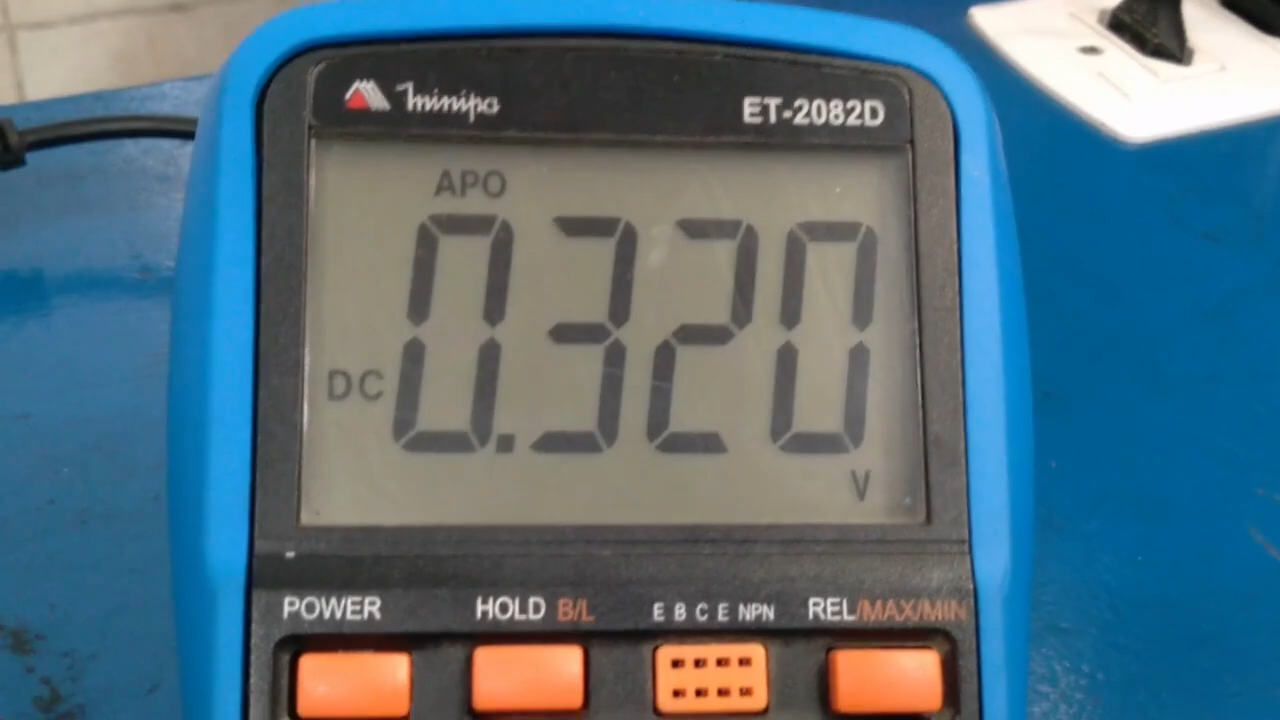 Minipa ET-2082D
APO
DC 0.320
V
POWER HOLD B/L E B C E NPN REL/MAX/MIN